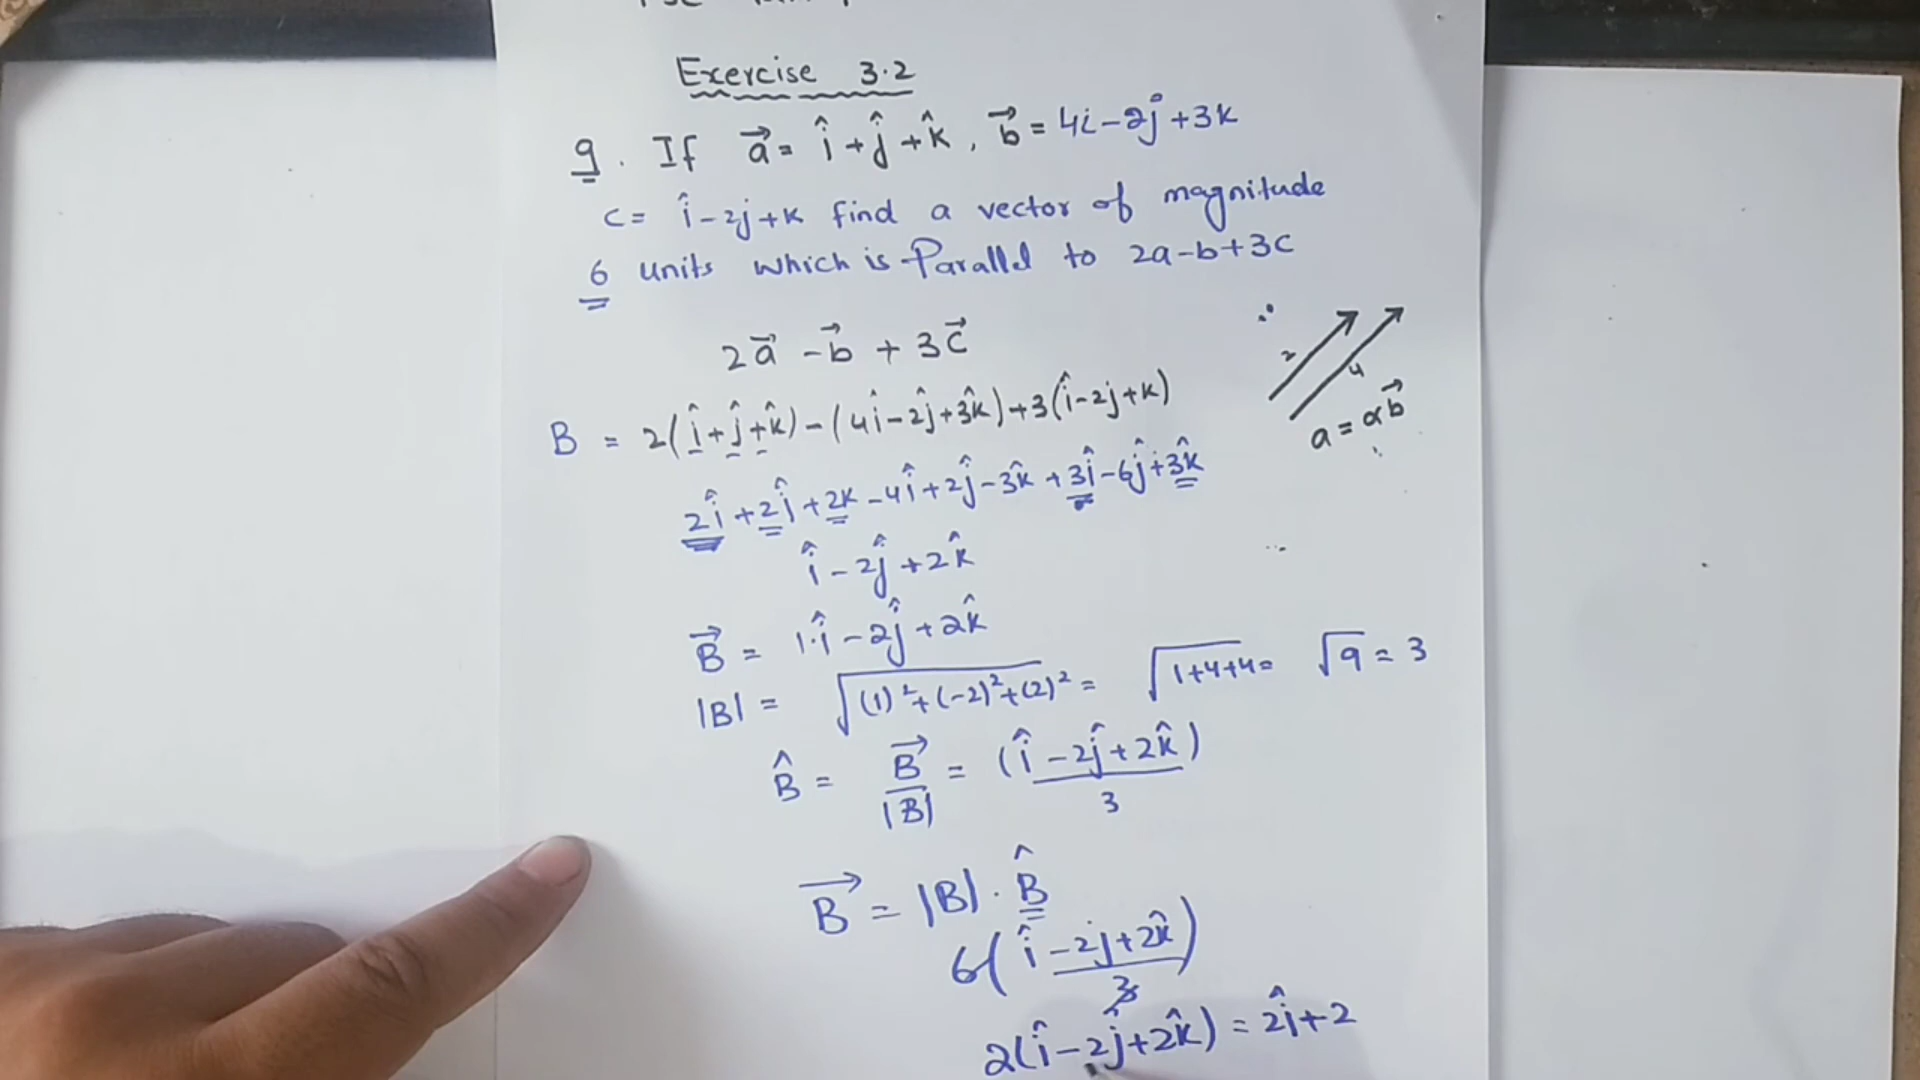 Exercise 3.2
9. If a⃗ = î + ĵ + k̂, b⃗ = 4i - 2j + 3k
c = î - 2j + k find a vector of magnitude
6 units which is Parallel to 2a - b + 3c
2a⃗ - b⃗ + 3c⃗
2
4
a = αb⃗
B = 2(î + ĵ + k̂) - (4î - 2ĵ + 3k̂) + 3(î - 2j + k)
2î + 2ĵ + 2k - 4î + 2ĵ - 3k̂ + 3î - 6ĵ + 3k̂
î - 2ĵ + 2k̂
B⃗ = 1·î - 2ĵ + 2k̂
|B| = √((1)² + (-2)² + (2)²) = √(1+4+4) = √9 = 3
B̂ = B⃗/|B| = (î - 2ĵ + 2k̂)/3
B⃗ = |B| · B̂
6(î - 2j + 2k̂)/3
2(î - 2ĵ + 2k̂) = 2î + 2